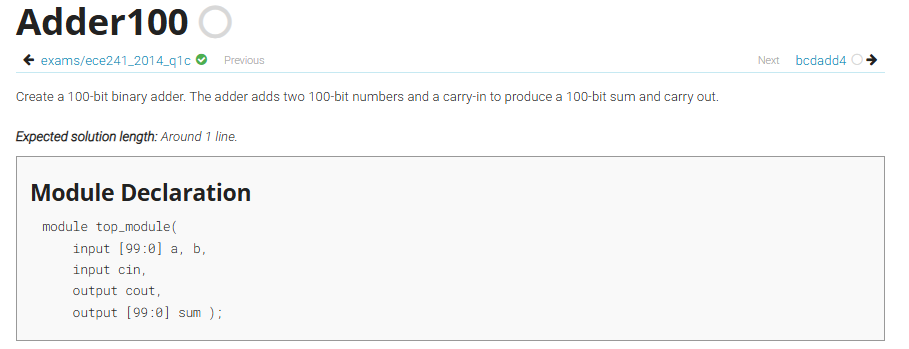 Adder100
exams/ece241_2014_q1c Previous Next bcdadd4
Create a 100-bit binary adder. The adder adds two 100-bit numbers and a carry-in to produce a 100-bit sum and carry out.
Expected solution length: Around 1 line.
Module Declaration
module top_module(
    input [99:0] a, b,
    input cin,
    output cout,
    output [99:0] sum );